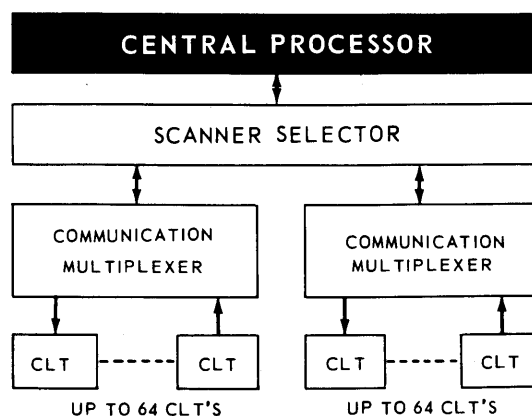 CENTRAL PROCESSOR
SCANNER SELECTOR
COMMUNICATION
MULTIPLEXER
COMMUNICATION
MULTIPLEXER
CLT
CLT
CLT
CLT
UP TO 64 CLT'S
UP TO 64 CLT'S